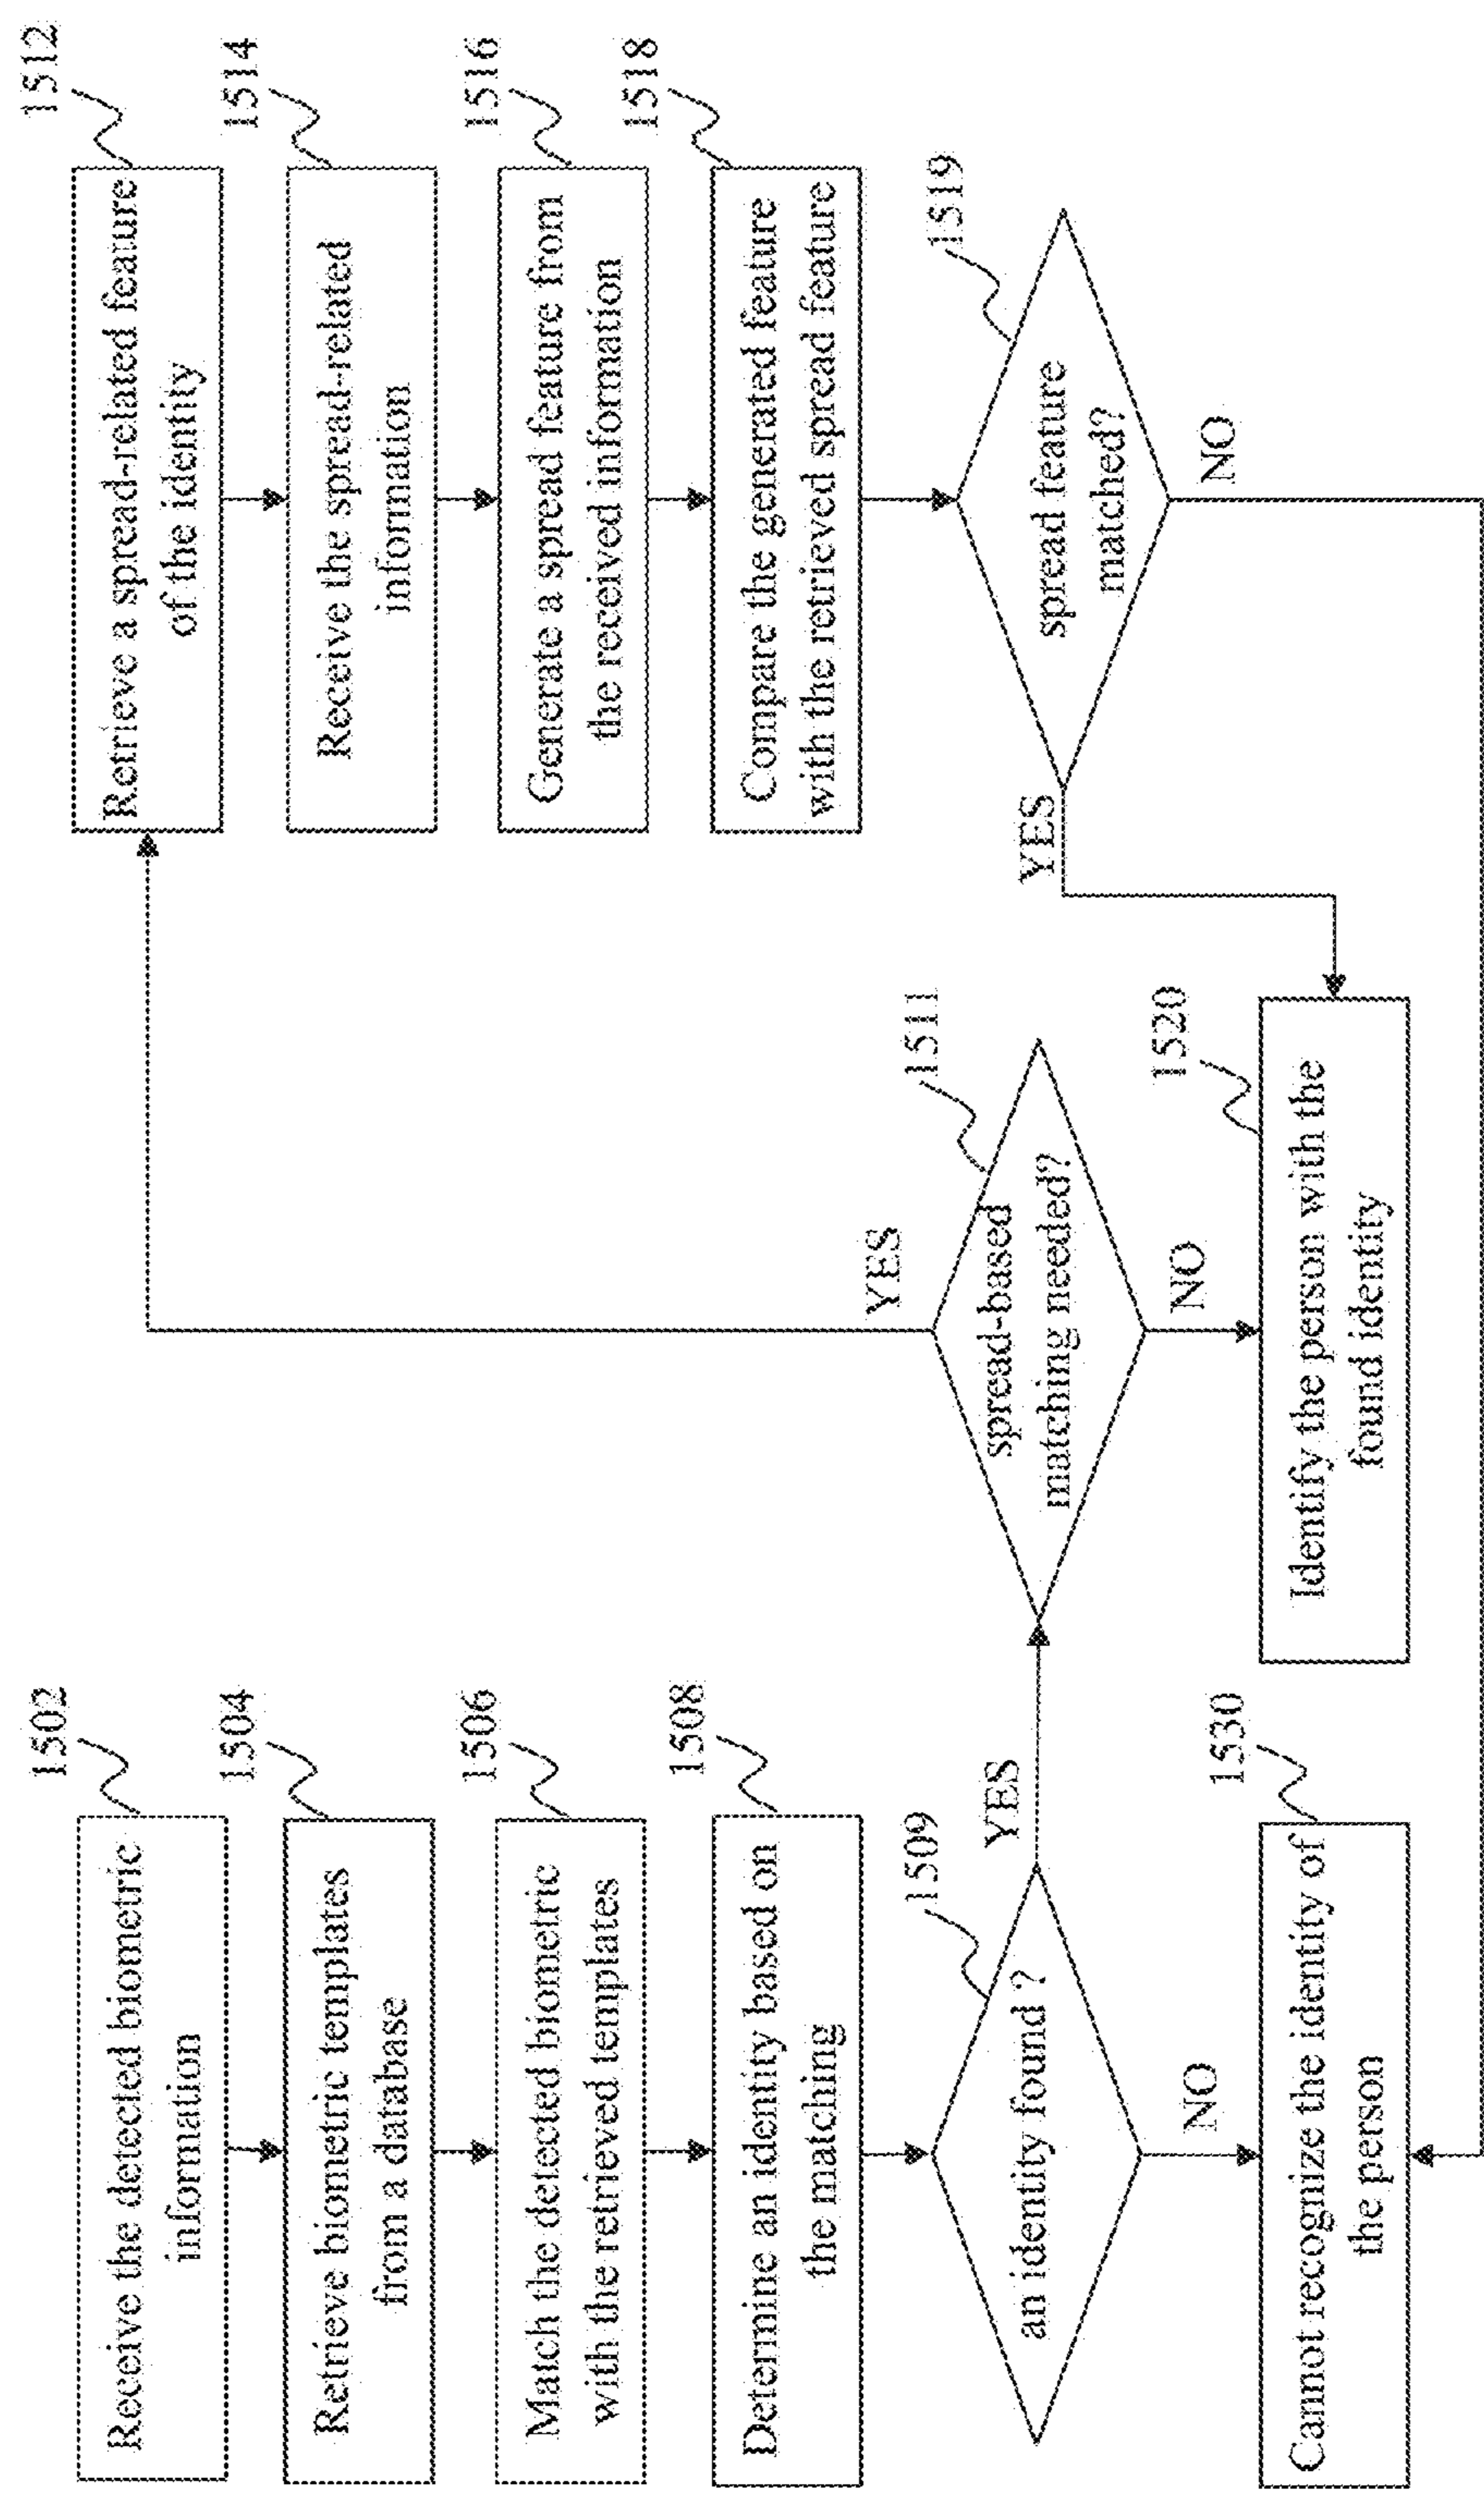 1502
Receive the detected biometric
information
1504
Retrieve biometric templates
from a database
1506
Match the detected biometric
with the retrieved templates
1508
Determine an identity based on
the matching
1509
an identity found ?
YES
NO
1530
Cannot recognize the identity of
the person
1511
spread-based
matching needed?
YES
NO
1520
Identify the person with the
found identity
1512
Retrieve a spread-related feature
of the identity
1514
Receive the spread-related
information
1516
Generate a spread feature from
the received information
1518
Compare the generated feature
with the retrieved spread feature
1519
spread feature
matched?
YES
NO